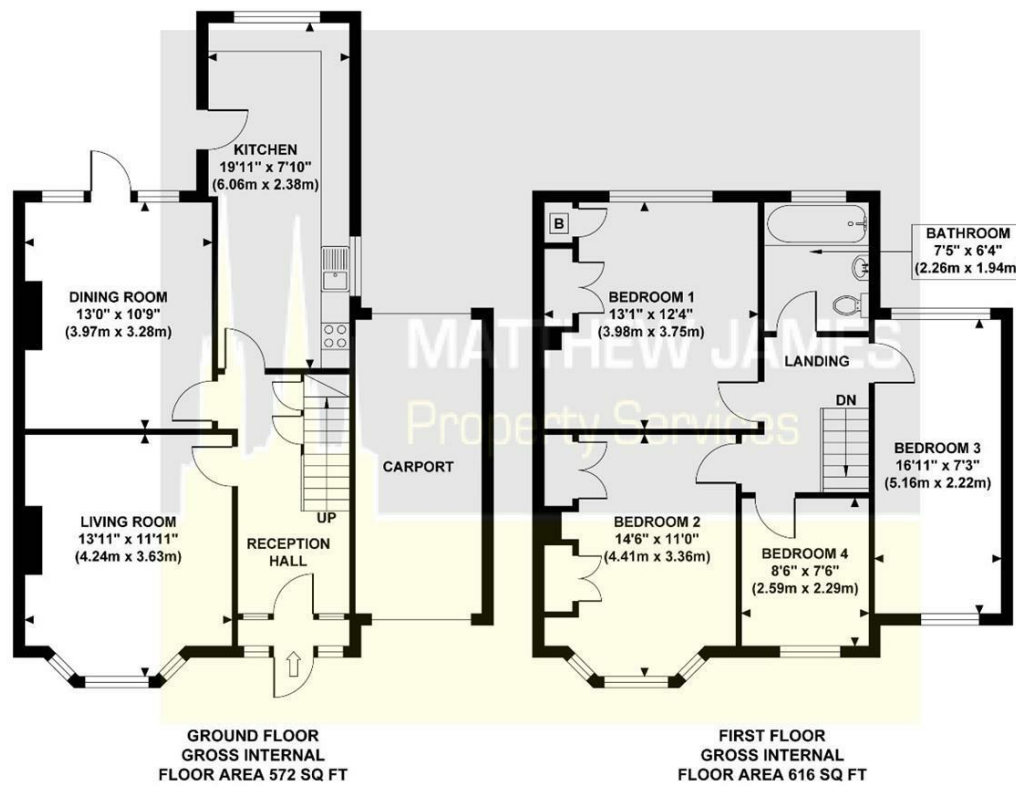 KITCHEN
19'11" x 7'10"
(6.06m x 2.38m)
DINING ROOM
13'0" x 10'9"
(3.97m x 3.28m)
LIVING ROOM
13'11" x 11'11"
(4.24m x 3.63m)
RECEPTION
HALL
UP
CARPORT
GROUND FLOOR
GROSS INTERNAL
FLOOR AREA 572 SQ FT
B
BEDROOM 1
13'1" x 12'4"
(3.98m x 3.75m)
BATHROOM
7'5" x 6'4"
(2.26m x 1.94m
LANDING
DN
BEDROOM 3
16'11" x 7'3"
(5.16m x 2.22m)
BEDROOM 2
14'6" x 11'0"
(4.41m x 3.36m)
BEDROOM 4
8'6" x 7'6"
(2.59m x 2.29m)
FIRST FLOOR
GROSS INTERNAL
FLOOR AREA 616 SQ FT
MATTHEW JAMES
Property Services